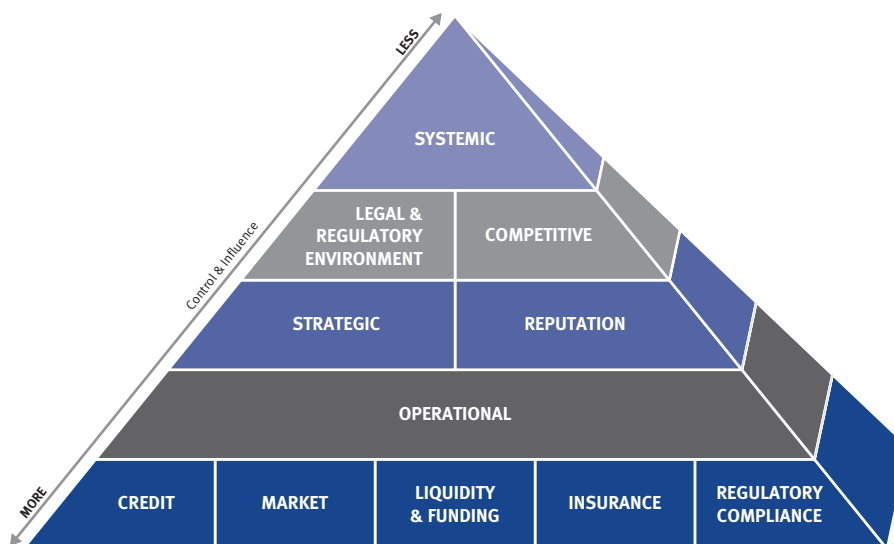 LESS
SYSTEMIC
LEGAL &
REGULATORY
ENVIRONMENT
COMPETITIVE
Control & Influence
STRATEGIC
REPUTATION
OPERATIONAL
MORE
CREDIT
MARKET
LIQUIDITY
& FUNDING
INSURANCE
REGULATORY
COMPLIANCE